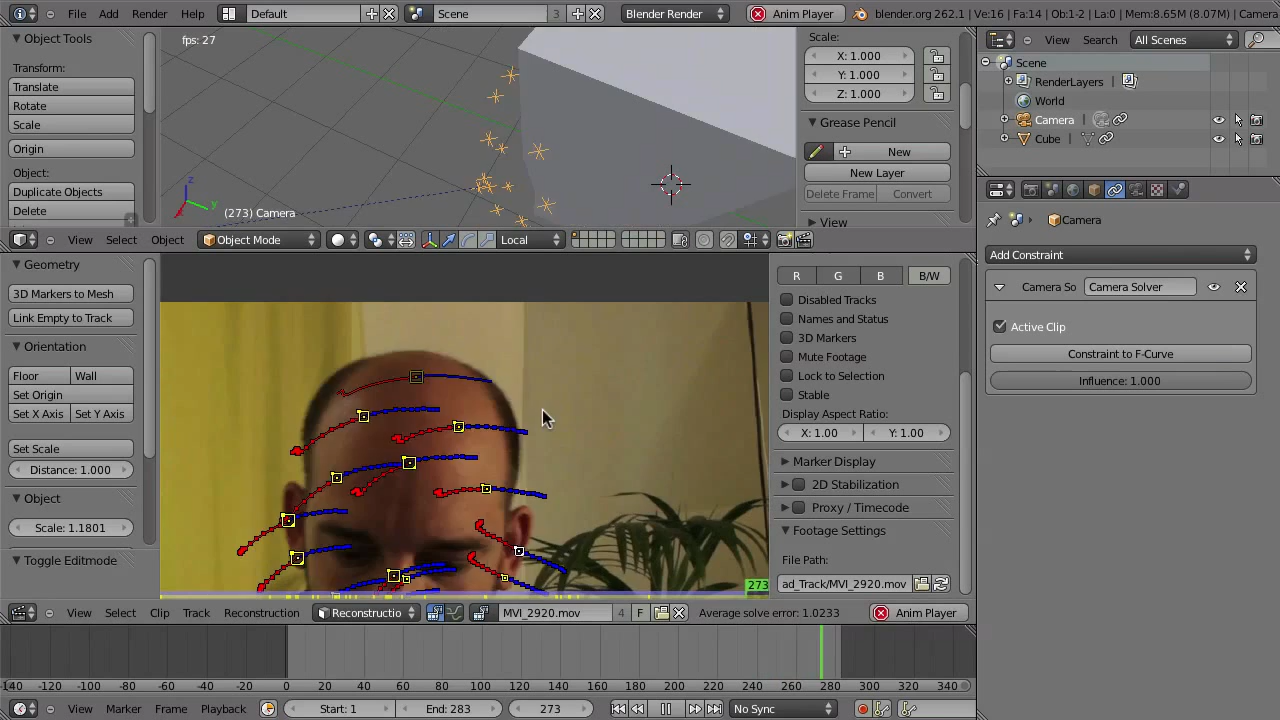 File Add Render Help Default Scene 3 Blender Render Anim Player blender.org 262.1 | Ve:16 | Fa:14 | Ob:1-2 | La:0 | Mem:8.65M (8.07M) | Camera
Object Tools
Transform:
Translate
Rotate
Scale
Origin
Object:
Duplicate Objects
Delete
fps: 27
z
y
(273) Camera
Scale:
X: 1.000
Y: 1.000
Z: 1.000
Grease Pencil
New
New Layer
Delete Frame Convert
View
View Select Object Object Mode Local
Geometry
3D Markers to Mesh
Link Empty to Track
Orientation
Floor Wall
Set Origin
Set X Axis Set Y Axis
Set Scale
Distance: 1.000
Object
Scale: 1.1801
Toggle Editmode
273
R G B B/W
Disabled Tracks
Names and Status
3D Markers
Mute Footage
Lock to Selection
Stable
Display Aspect Ratio:
X: 1.00 Y: 1.00
Marker Display
2D Stabilization
Proxy / Timecode
Footage Settings
File Path:
ad_Track/MVI_2920.mov
View Select Clip Track Reconstruction Reconstructio MVI_2920.mov 4 F Average solve error: 1.0233 Anim Player
-140 -120 -100 -80 -60 -40 -20 0 20 40 60 80 100 120 140 160 180 200 220 240 260 280 300 320 340
View Marker Frame Playback Start: 1 End: 283 273 No Sync
View Search All Scenes
Scene
RenderLayers
World
Camera
Cube
Camera
Add Constraint
Camera So Camera Solver
Active Clip
Constraint to F-Curve
Influence: 1.000